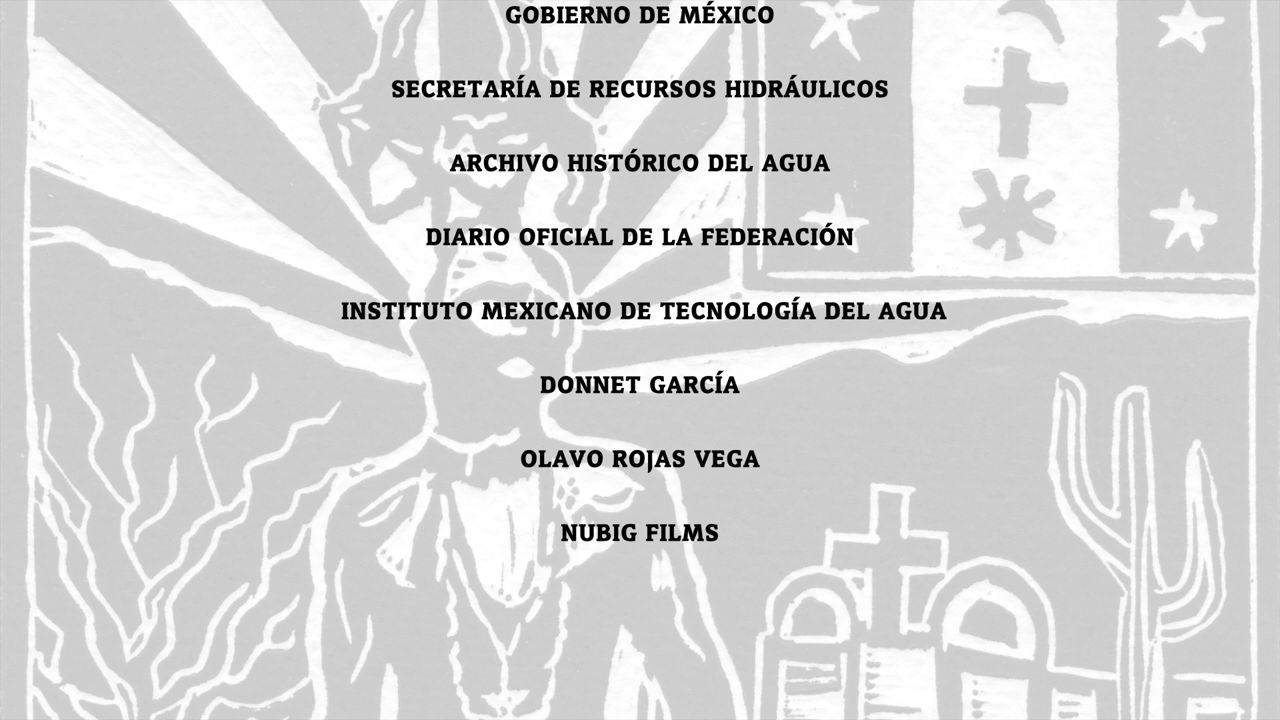 GOBIERNO DE MÉXICO
SECRETARÍA DE RECURSOS HIDRÁULICOS
ARCHIVO HISTÓRICO DEL AGUA
DIARIO OFICIAL DE LA FEDERACIÓN
INSTITUTO MEXICANO DE TECNOLOGÍA DEL AGUA
DONNET GARCÍA
OLAVO ROJAS VEGA
NUBIG FILMS